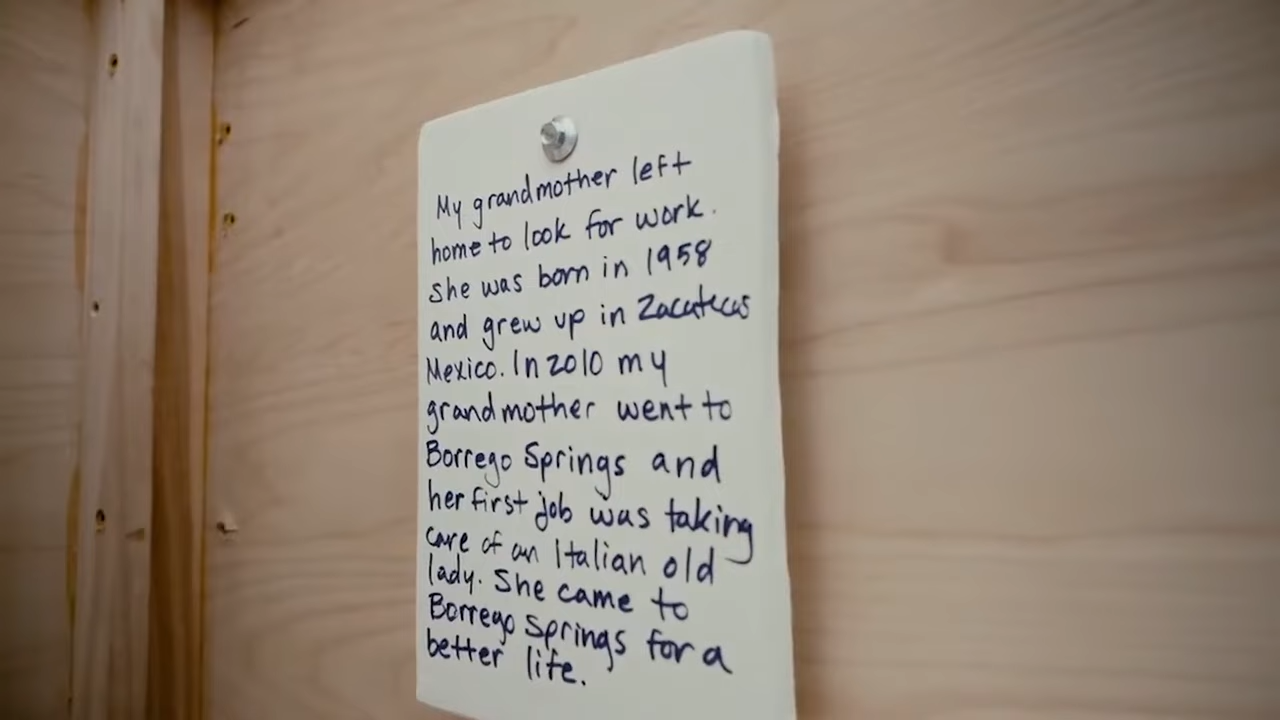 My grandmother left
home to look for work.
She was born in 1958
and grew up in Zacatecas
Mexico. In 2010 my
grandmother went to
Borrego Springs and
her first job was taking
care of an Italian old
lady. She came to
Borrego Springs for a
better life.